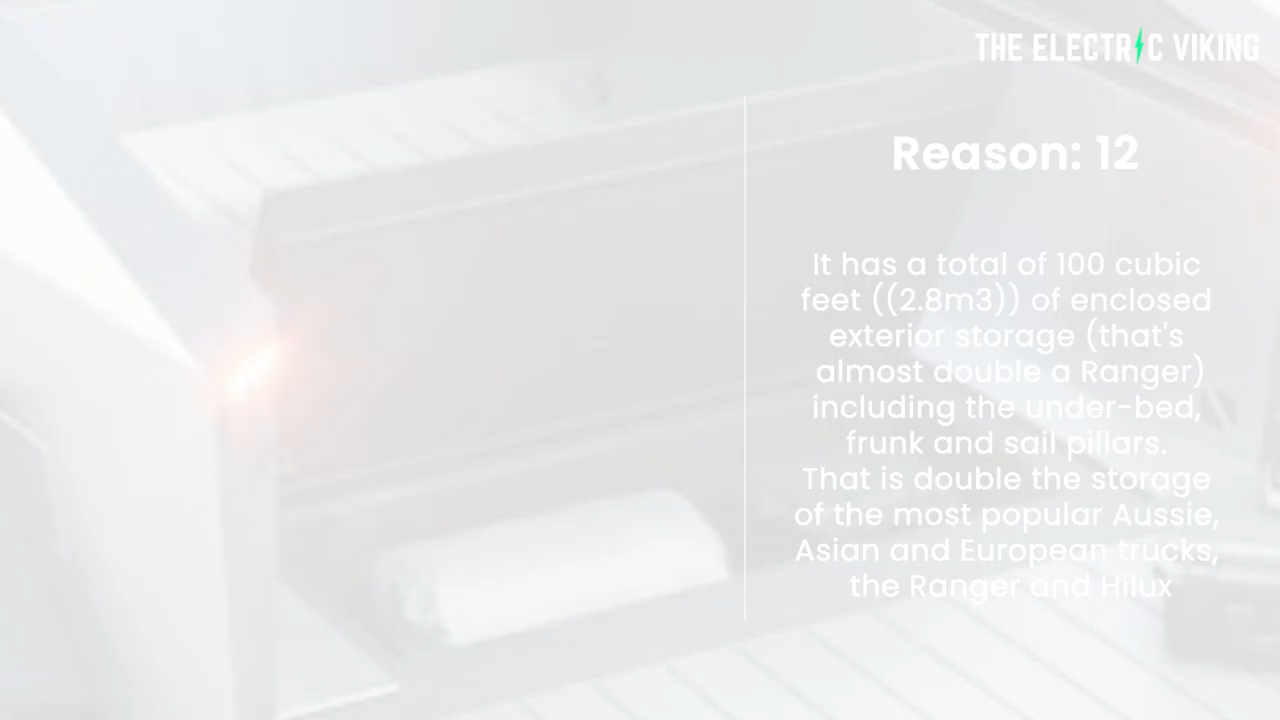 THE ELECTRIC VIKING
Reason: 12
It has a total of 100 cubic
feet ((2.8m3)) of enclosed
exterior storage (that's
almost double a Ranger)
including the under-bed,
frunk and sail pillars.
That is double the storage
of the most popular Aussie,
Asian and European trucks,
the Ranger and Hilux